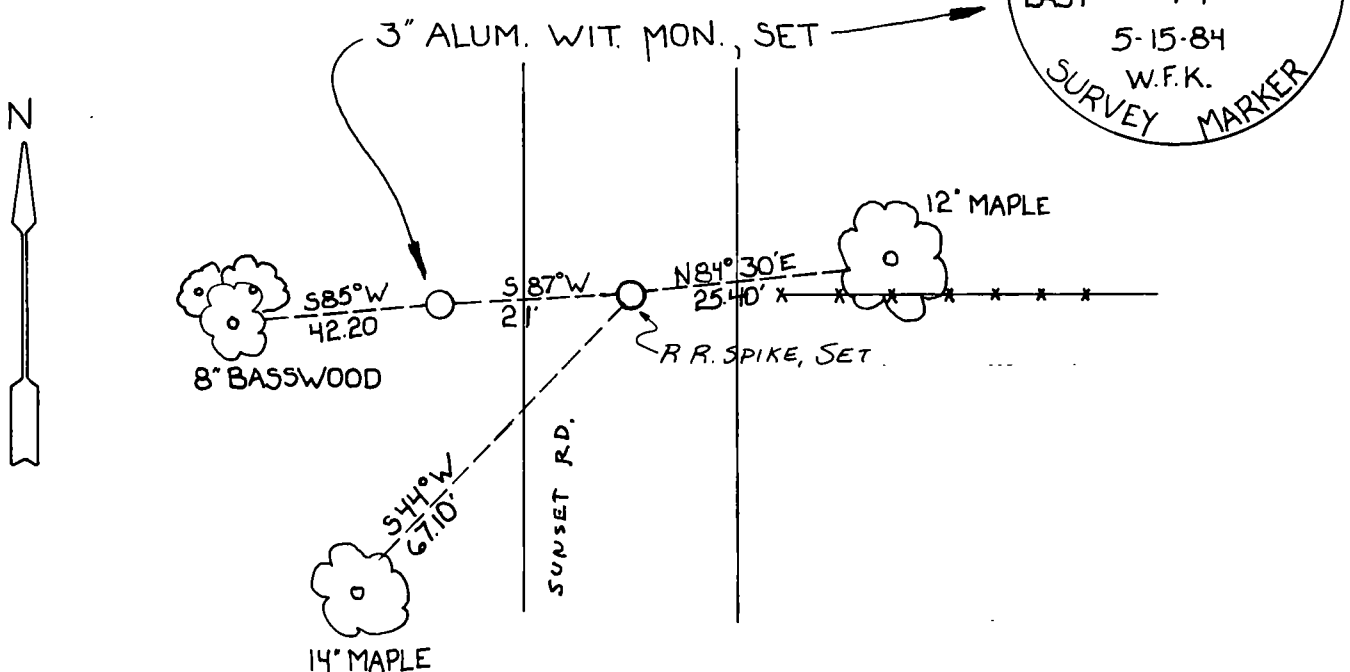 3" ALUM. WIT. MON., SET
5-15-84
W.F.K.
SURVEY MARKER
N
12" MAPLE
N84°30'E
25.40'
S87°W
21'
S85°W
42.20
R R. SPIKE, SET
8" BASSWOOD
S44°W
67.10'
SUNSET RD.
14" MAPLE